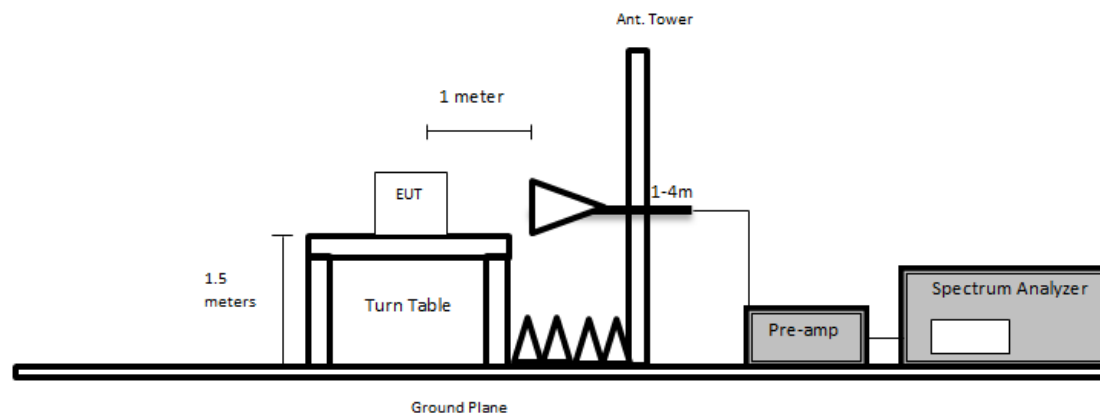 Ant. Tower
1 meter
EUT
1-4m
1.5
meters
Turn Table
Spectrum Analyzer
Pre-amp
Ground Plane